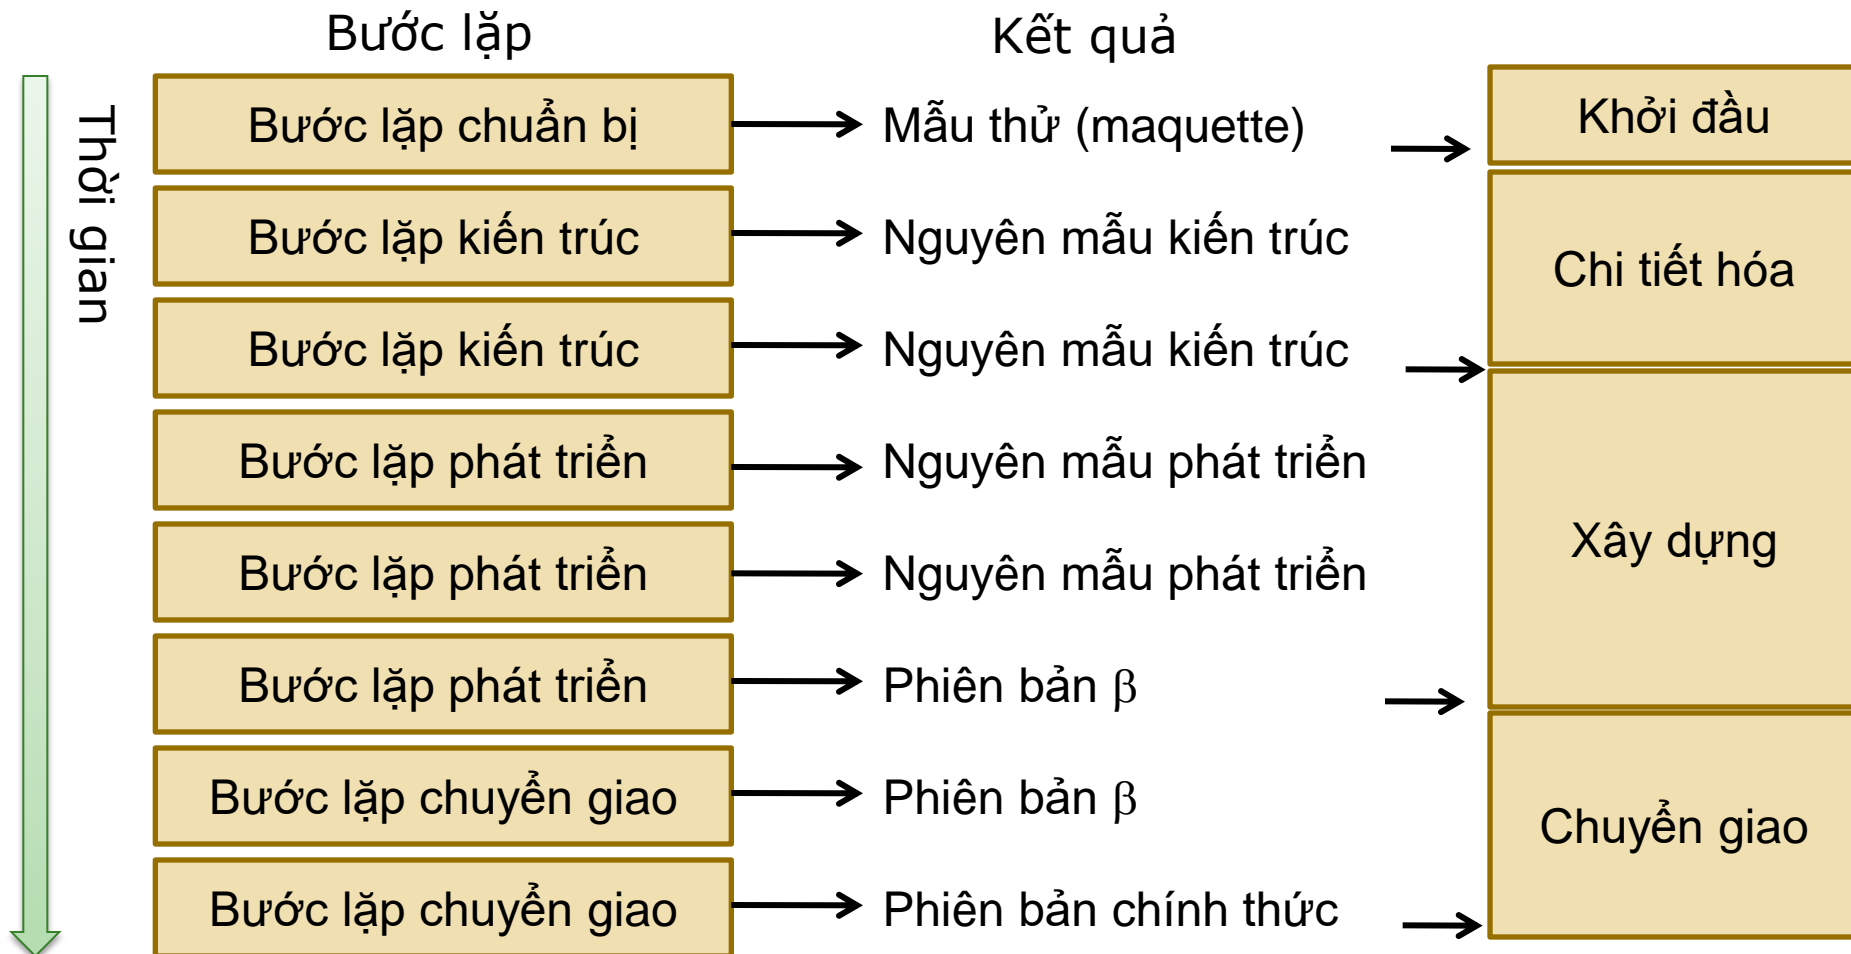 Bước lặp
Kết quả
Thời gian
Bước lặp chuẩn bị
Mẫu thử (maquette)
Khởi đầu
Bước lặp kiến trúc
Nguyên mẫu kiến trúc
Chi tiết hóa
Bước lặp kiến trúc
Nguyên mẫu kiến trúc
Bước lặp phát triển
Nguyên mẫu phát triển
Xây dựng
Bước lặp phát triển
Nguyên mẫu phát triển
Bước lặp phát triển
Phiên bản β
Bước lặp chuyển giao
Phiên bản β
Chuyển giao
Bước lặp chuyển giao
Phiên bản chính thức